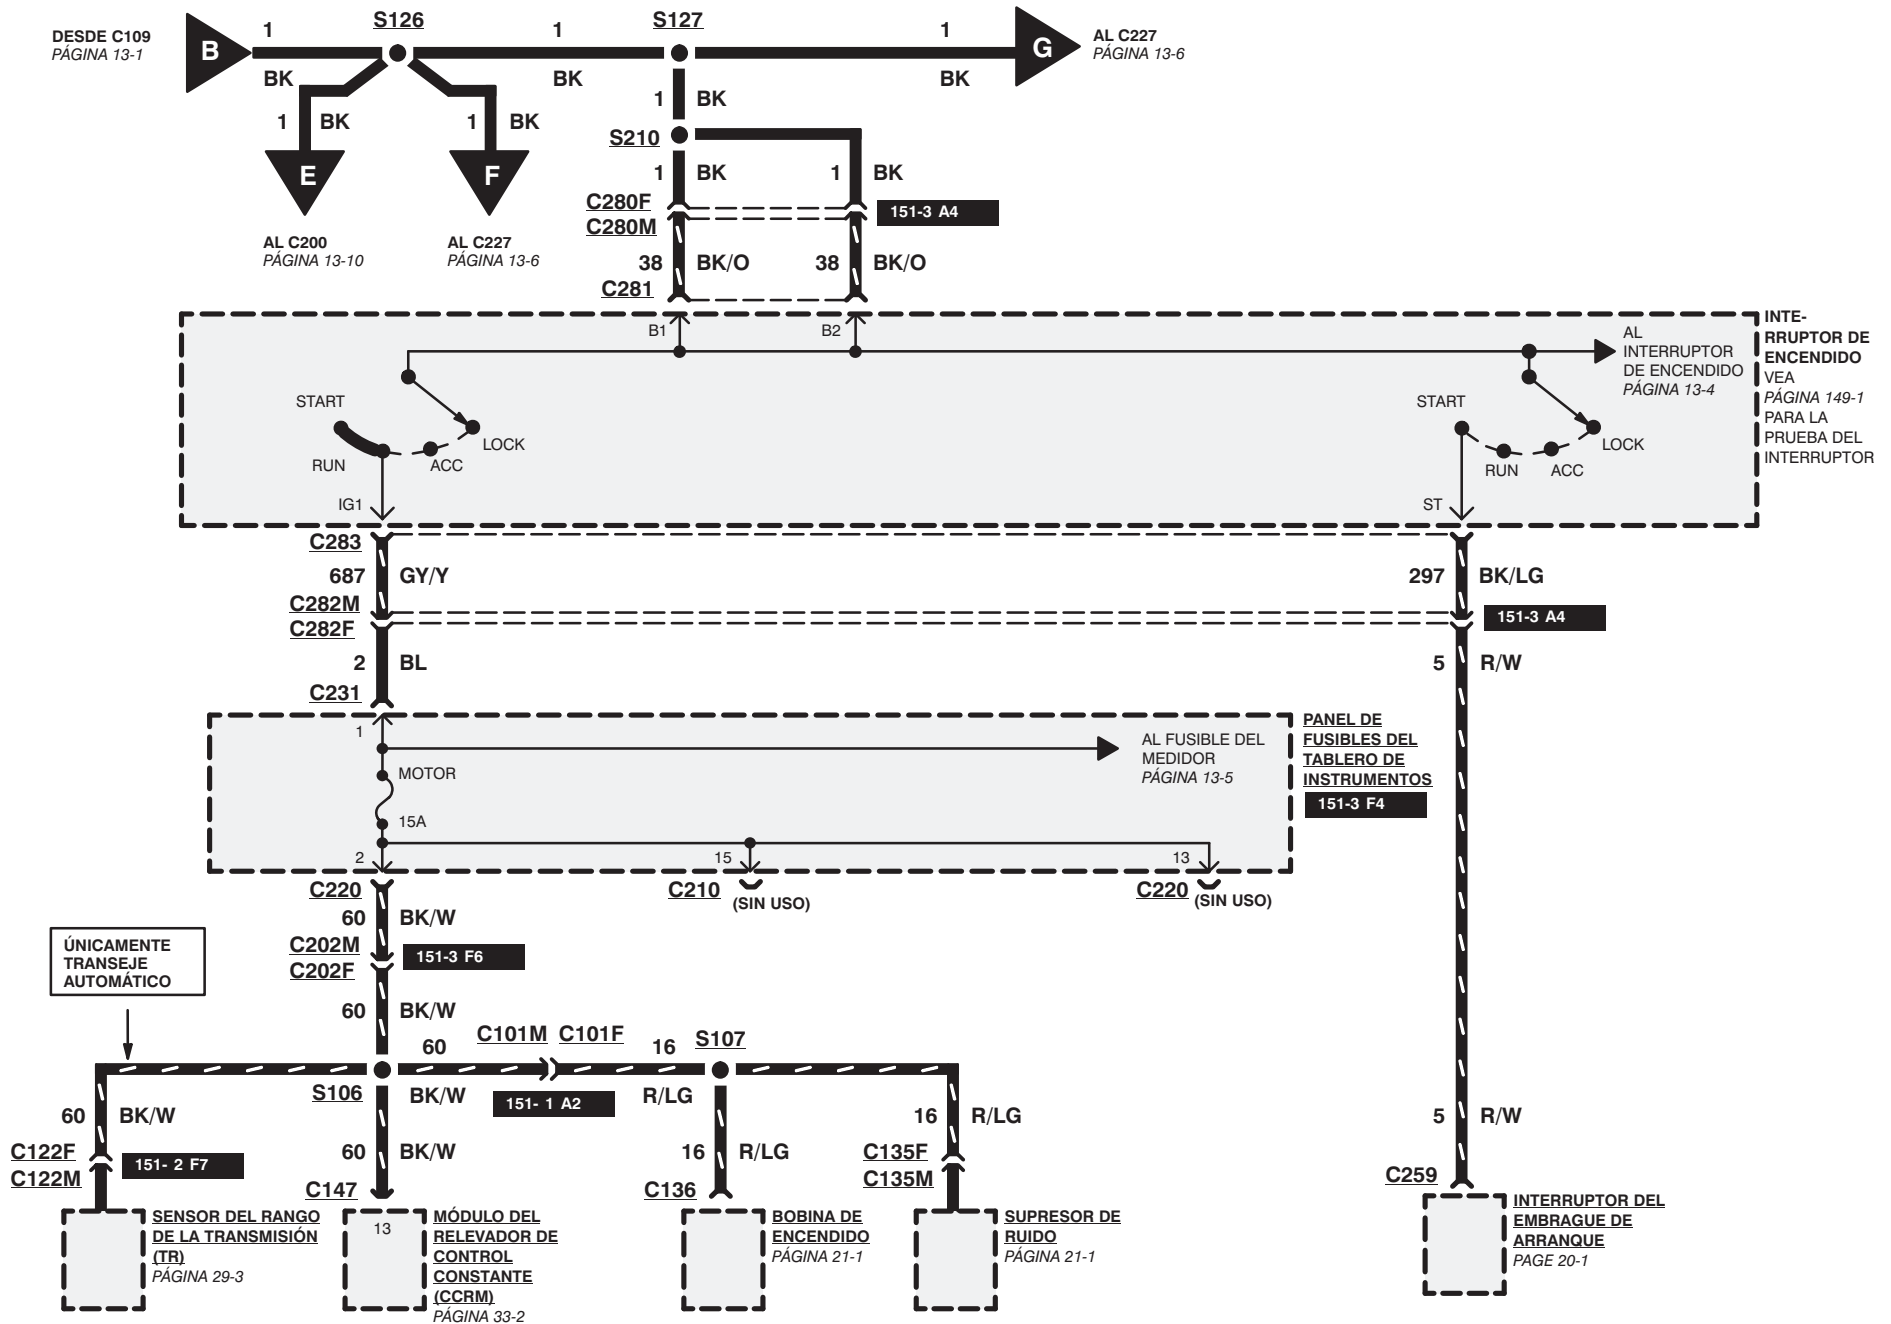 DESDE C109
PÁGINA 13-1
B
1
BK
S126
1
BK
S127
1
BK
G
AL C227
PÁGINA 13-6
1
BK
E
AL C200
PÁGINA 13-10
1
BK
F
AL C227
PÁGINA 13-6
1
BK
S210
1
BK
1
BK
C280F
C280M
151-3 A4
38
BK/O
38
BK/O
C281
B1
B2
AL
INTERRUPTOR
DE ENCENDIDO
PÁGINA 13-4
INTE-
RRUPTOR DE
ENCENDIDO
VEA
PÁGINA 149-1
PARA LA
PRUEBA DEL
INTERRUPTOR
START
RUN
ACC
LOCK
IG1
START
RUN
ACC
LOCK
ST
C283
687
GY/Y
297
BK/LG
C282M
C282F
151-3 A4
2
BL
5
R/W
C231
1
MOTOR
15A
AL FUSIBLE DEL
MEDIDOR
PÁGINA 13-5
PANEL DE
FUSIBLES DEL
TABLERO DE
INSTRUMENTOS
151-3 F4
2
15
13
C220
C210
(SIN USO)
C220
(SIN USO)
60
BK/W
C202M
C202F
151-3 F6
ÚNICAMENTE
TRANSEJE
AUTOMÁTICO
60
BK/W
60
C101M
C101F
16
S107
S106
BK/W
151- 1 A2
R/LG
60
BK/W
C122F
C122M
151- 2 F7
60
BK/W
16
R/LG
16
R/LG
C135F
C135M
5
R/W
C147
C136
C259
SENSOR DEL RANGO
DE LA TRANSMISIÓN
(TR)
PÁGINA 29-3
13
MÓDULO DEL
RELEVADOR DE
CONTROL
CONSTANTE
(CCRM)
PÁGINA 33-2
BOBINA DE
ENCENDIDO
PÁGINA 21-1
SUPRESOR DE
RUIDO
PÁGINA 21-1
INTERRUPTOR DEL
EMBRAGUE DE
ARRANQUE
PAGE 20-1